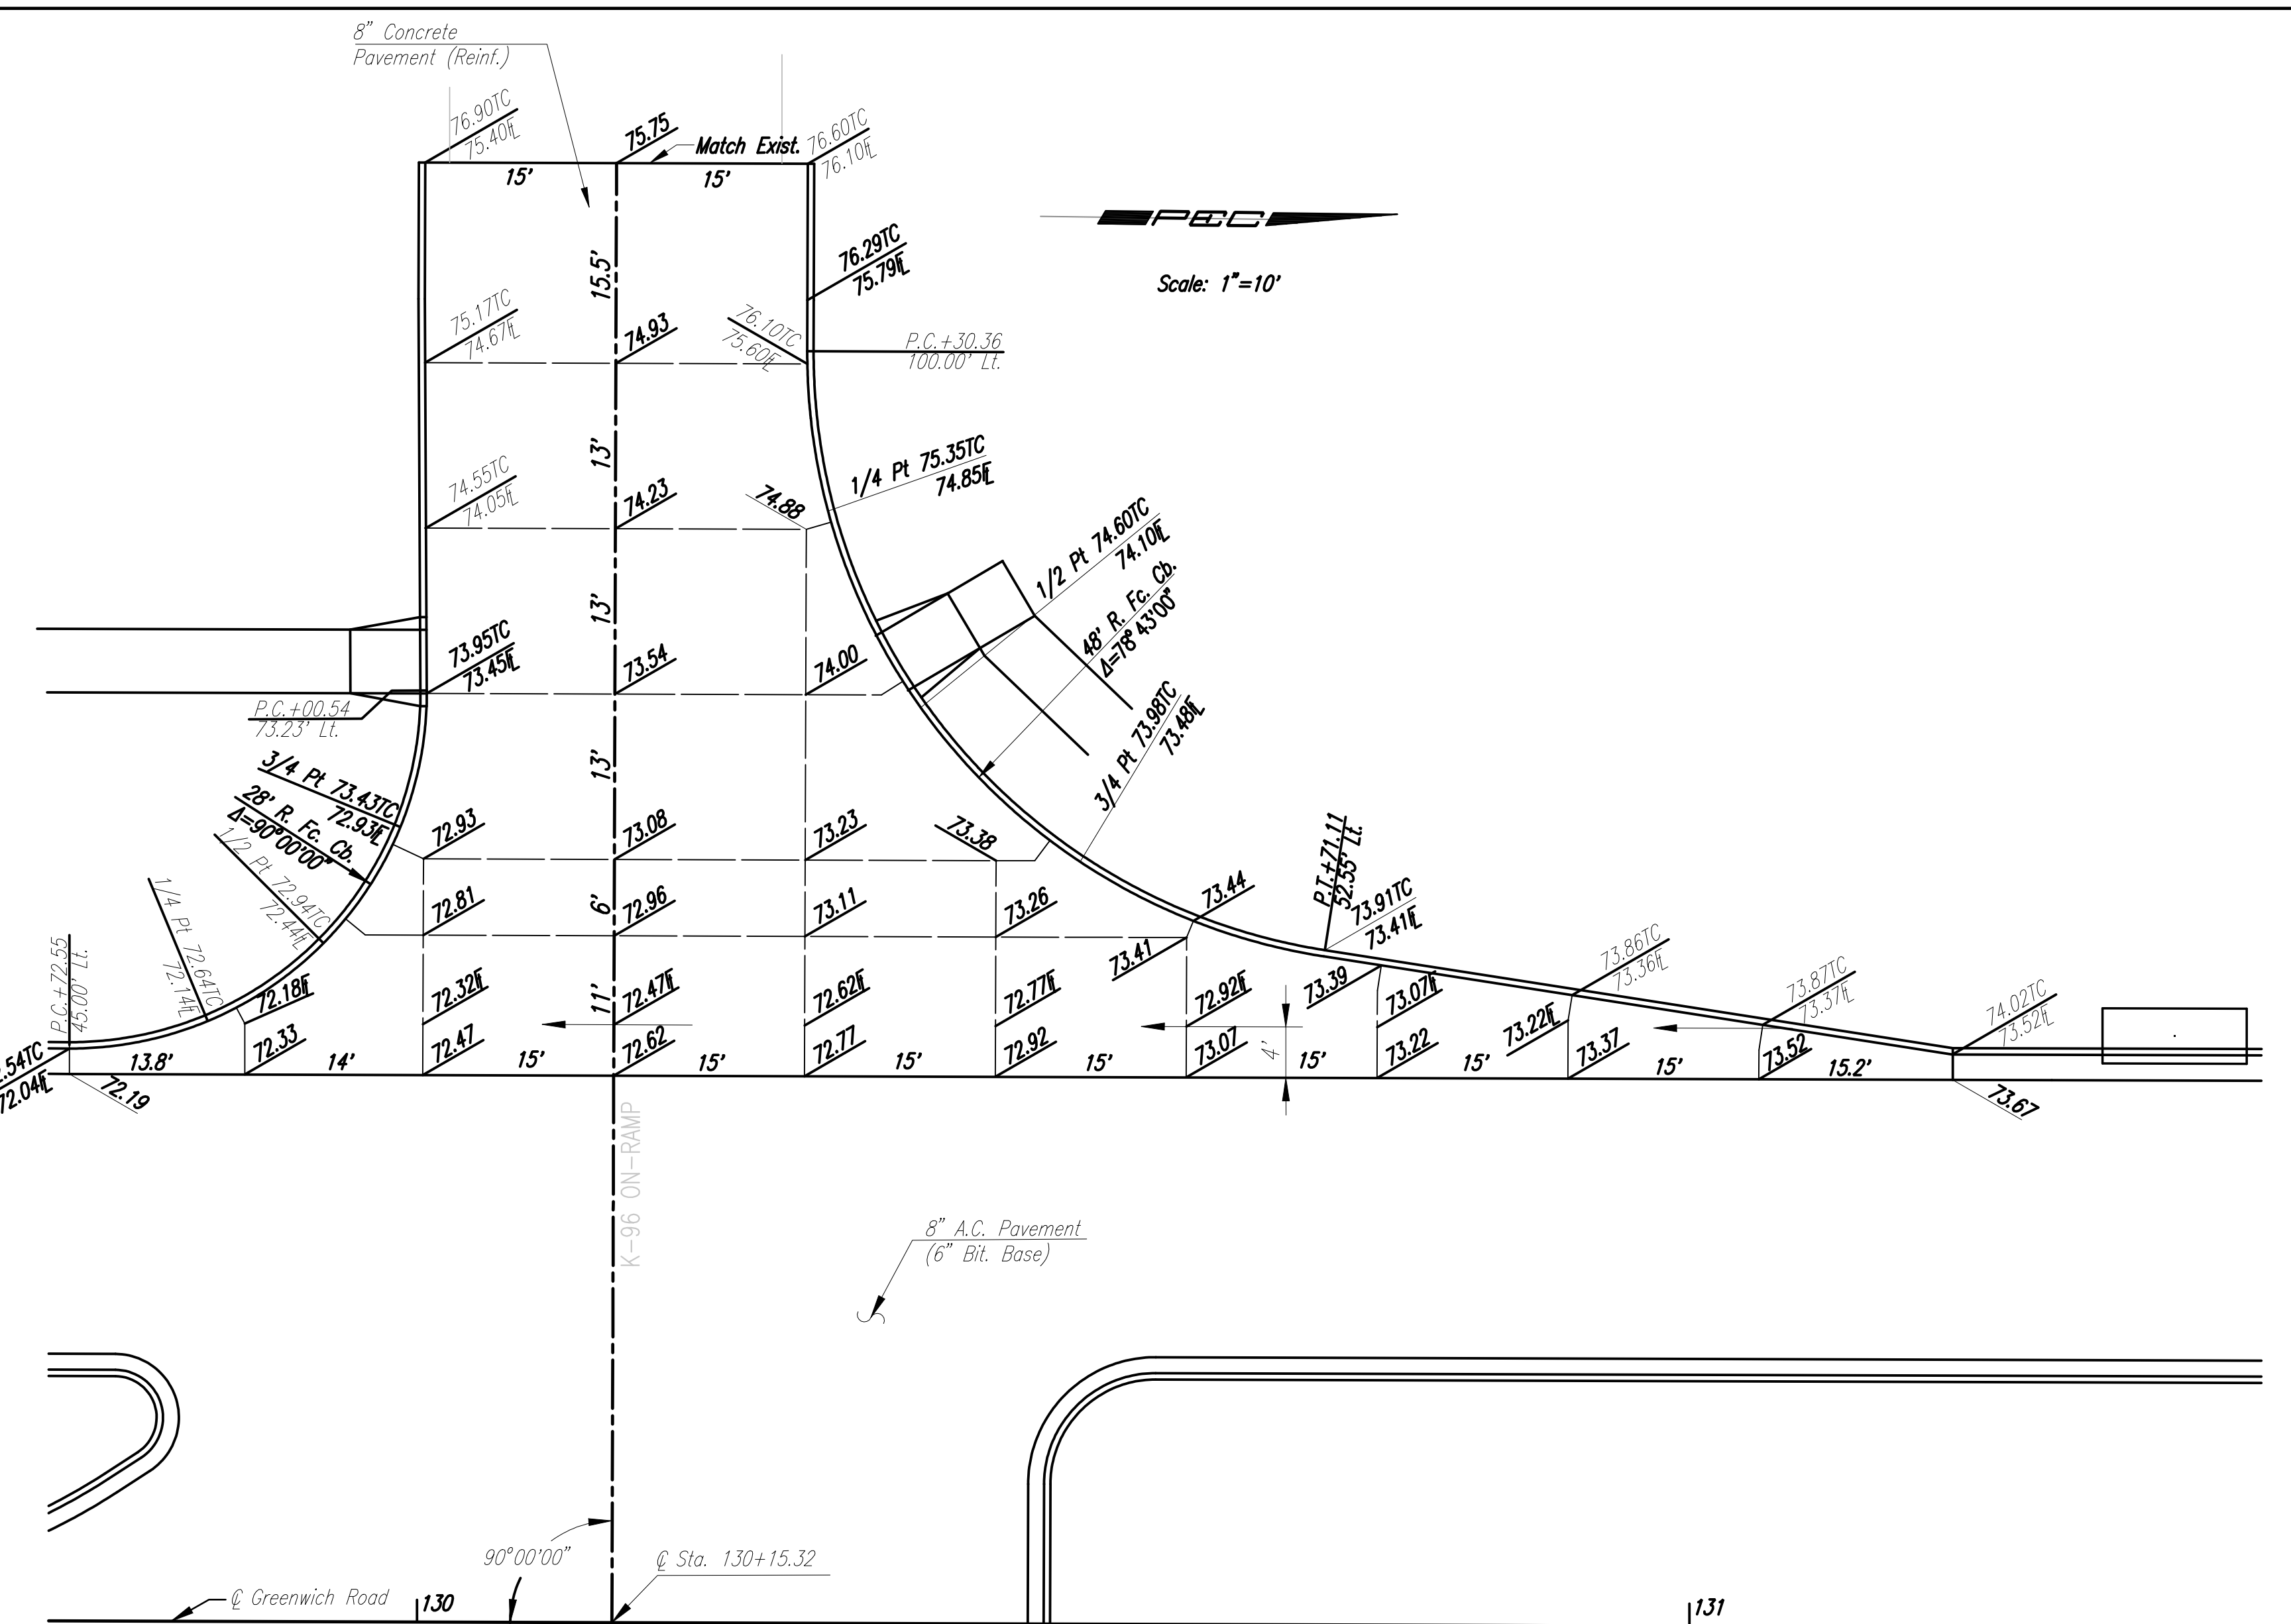 8" Concrete
Pavement (Reinf.)
76.90TC
75.40℄
75.75
Match Exist.
76.60TC
76.10℄
15'
15'
PEC
Scale: 1"=10'
76.29TC
75.79℄
15.5'
75.17TC
74.67℄
74.93
76.10TC
75.60℄
P.C.+30.36
100.00' Lt.
13'
74.55TC
74.05℄
74.23
74.88
1/4 Pt 75.35TC
74.85℄
1/2 Pt 74.60TC
74.10℄
48' R. Fc. Cb.
Δ=78°43'00"
3/4 Pt 73.98TC
73.48℄
13'
73.95TC
73.45℄
73.54
74.00
P.C.+00.54
73.23' Lt.
3/4 Pt 73.43TC
72.93℄
28' R. Fc. Cb.
Δ=90°00'00"
1/2 Pt 72.94TC
72.44℄
1/4 Pt 72.64TC
72.14℄
P.C.+72.55
45.00' Lt.
13'
72.93
73.08
73.23
73.38
6'
72.81
72.96
73.11
73.26
73.41
73.44
P.T.+71.11
52.55' Lt.
73.91TC
73.41℄
73.86TC
73.36℄
73.87TC
73.37℄
74.02TC
73.52℄
11'
72.18℄
72.32℄
72.47℄
72.62℄
72.77℄
72.92℄
73.39
73.07℄
73.22℄
.54TC
72.04℄
72.19
72.33
72.47
72.62
72.77
72.92
73.07
73.22
73.37
73.52
73.67
13.8'
14'
15'
15'
15'
15'
4'
15'
15'
15'
15.2'
K-96 ON-RAMP
8" A.C. Pavement
(6" Bit. Base)
90°00'00"
℄ Sta. 130+15.32
℄ Greenwich Road
130
131